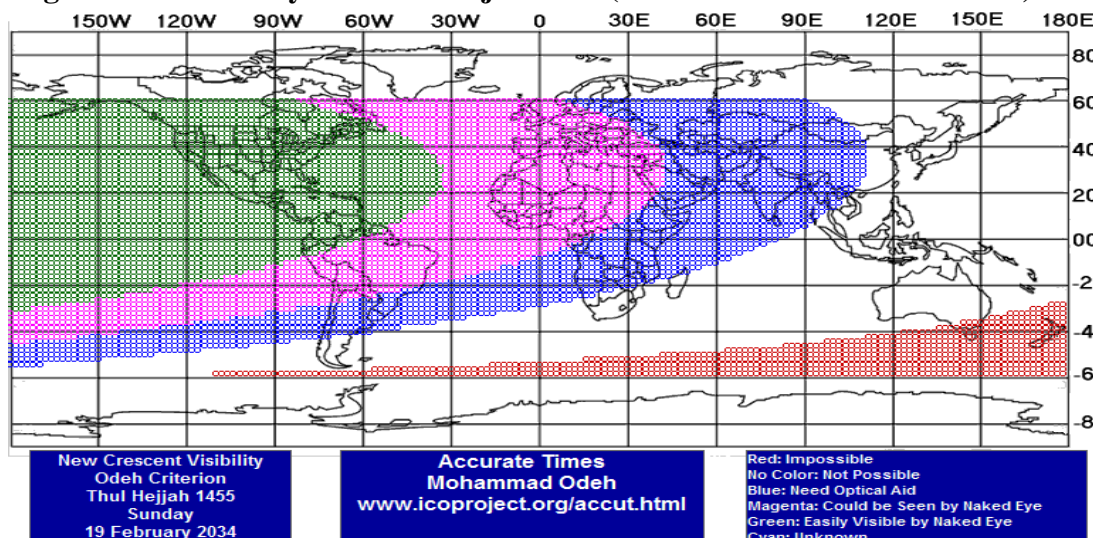 150W 120W 90W 60W 30W 0 30E 60E 90E 120E 150E 180E
80
60
40
20
00
-2
-4
-6
-8
New Crescent Visibility
Odeh Criterion
Thul Hejjah 1455
Sunday
19 February 2034
Accurate Times
Mohammad Odeh
www.icoproject.org/accut.html
Red: Impossible
No Color: Not Possible
Blue: Need Optical Aid
Magenta: Could be Seen by Naked Eye
Green: Easily Visible by Naked Eye
Cyan: Unknown